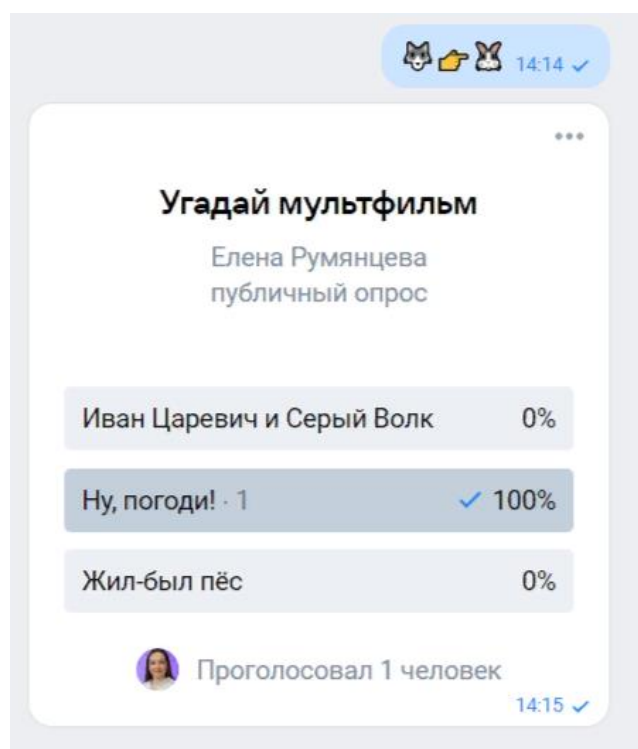 🐺👉🐰 14:14
Угадай мультфильм
Елена Румянцева
публичный опрос
Иван Царевич и Серый Волк 0%
Ну, погоди! · 1 100%
Жил-был пёс 0%
Проголосовал 1 человек
14:15